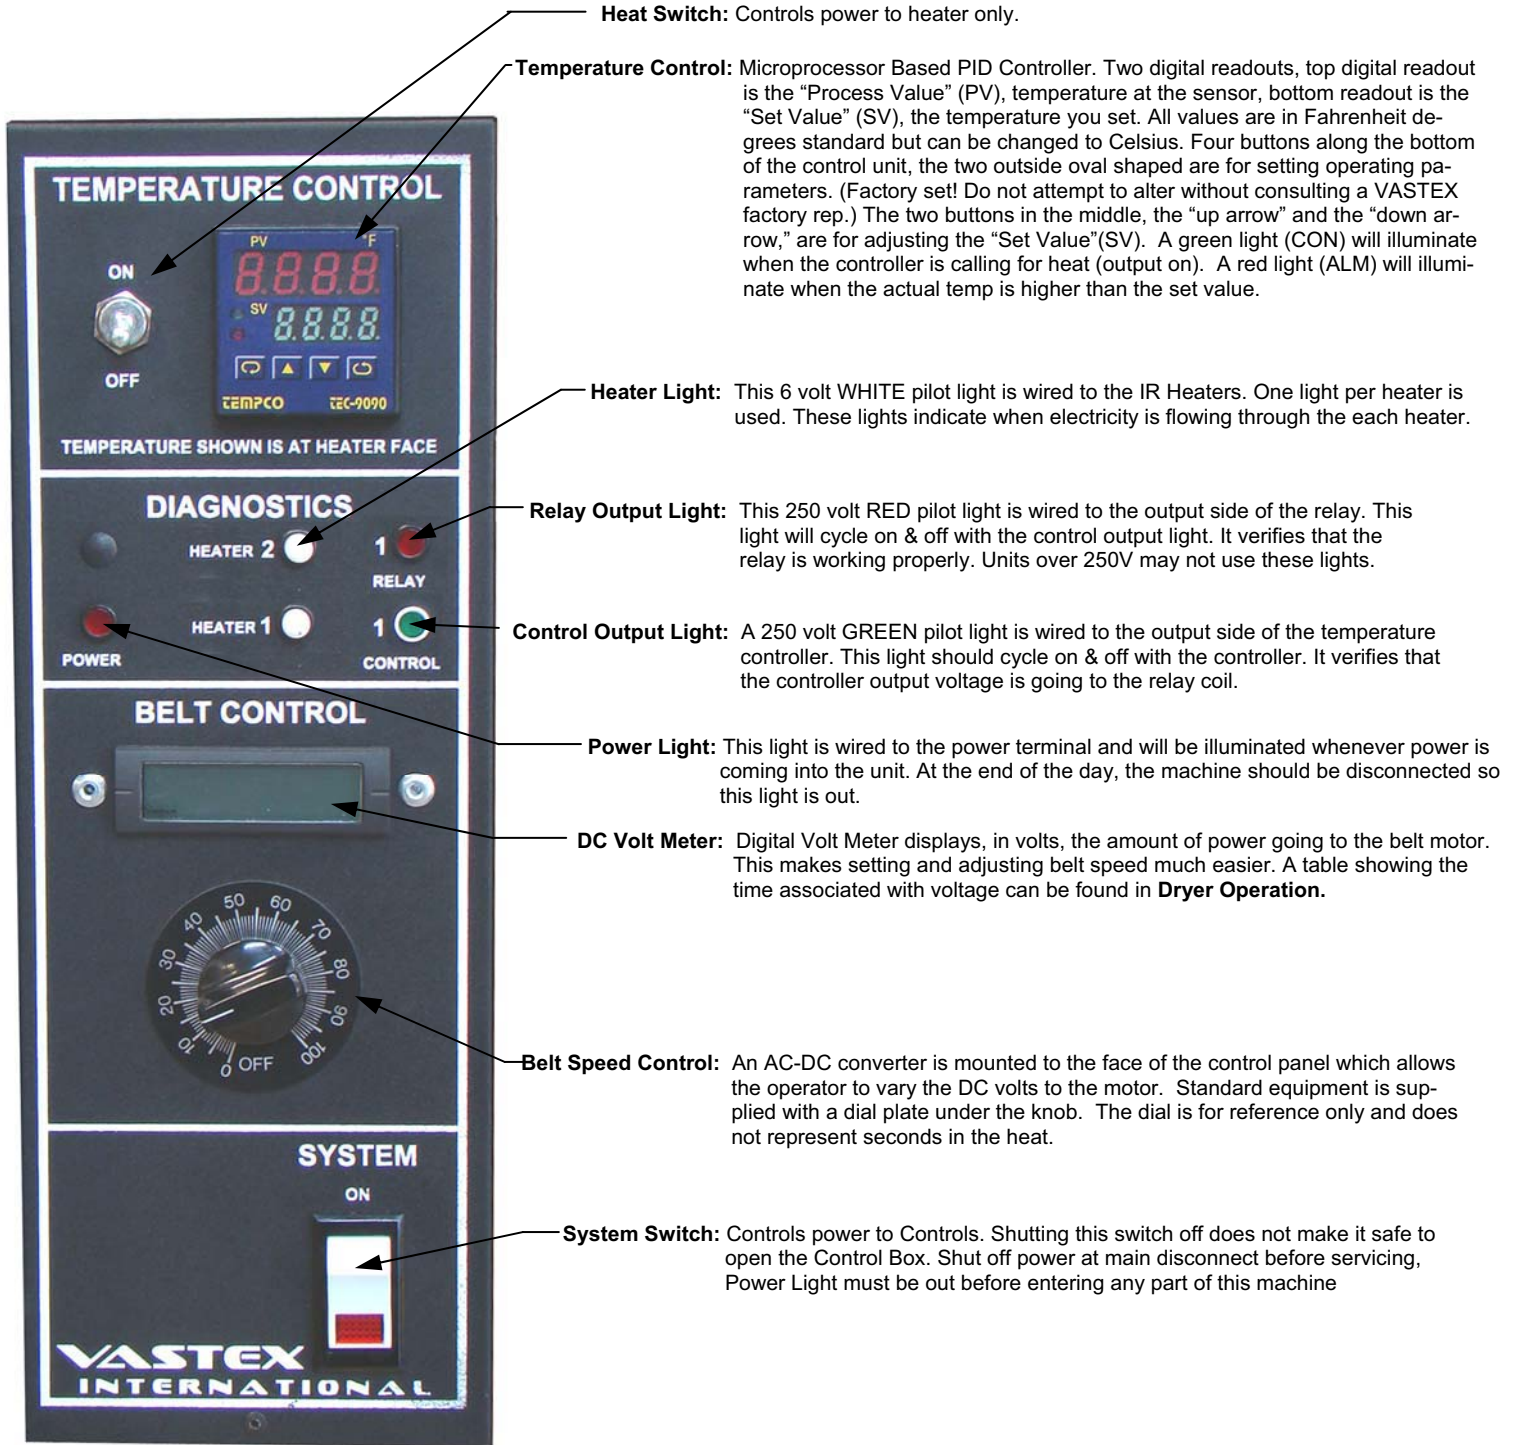 Heat Switch: Controls power to heater only.
Temperature Control: Microprocessor Based PID Controller. Two digital readouts, top digital readout
is the “Process Value” (PV), temperature at the sensor, bottom readout is the
“Set Value” (SV), the temperature you set. All values are in Fahrenheit de-
grees standard but can be changed to Celsius. Four buttons along the bottom
of the control unit, the two outside oval shaped are for setting operating pa-
rameters. (Factory set! Do not attempt to alter without consulting a VASTEX
factory rep.) The two buttons in the middle, the “up arrow” and the “down ar-
row,” are for adjusting the “Set Value”(SV). A green light (CON) will illuminate
when the controller is calling for heat (output on). A red light (ALM) will illumi-
nate when the actual temp is higher than the set value.
Heater Light: This 6 volt WHITE pilot light is wired to the IR Heaters. One light per heater is
used. These lights indicate when electricity is flowing through the each heater.
Relay Output Light: This 250 volt RED pilot light is wired to the output side of the relay. This
light will cycle on & off with the control output light. It verifies that the
relay is working properly. Units over 250V may not use these lights.
Control Output Light: A 250 volt GREEN pilot light is wired to the output side of the temperature
controller. This light should cycle on & off with the controller. It verifies that
the controller output voltage is going to the relay coil.
Power Light: This light is wired to the power terminal and will be illuminated whenever power is
coming into the unit. At the end of the day, the machine should be disconnected so
this light is out.
DC Volt Meter: Digital Volt Meter displays, in volts, the amount of power going to the belt motor.
This makes setting and adjusting belt speed much easier. A table showing the
time associated with voltage can be found in Dryer Operation.
Belt Speed Control: An AC-DC converter is mounted to the face of the control panel which allows
the operator to vary the DC volts to the motor. Standard equipment is sup-
plied with a dial plate under the knob. The dial is for reference only and does
not represent seconds in the heat.
System Switch: Controls power to Controls. Shutting this switch off does not make it safe to
open the Control Box. Shut off power at main disconnect before servicing,
Power Light must be out before entering any part of this machine
TEMPERATURE CONTROL
ON
OFF
PV °F
8.8.8.8
SV 8.8.8.8.
TEMPCO TEC-9090
TEMPERATURE SHOWN IS AT HEATER FACE
DIAGNOSTICS
HEATER 2 1
RELAY
HEATER 1 1
POWER CONTROL
BELT CONTROL
0 10 20 30 40 50 60 70 80 90 100
OFF
SYSTEM
ON
VASTEX
INTERNATIONAL